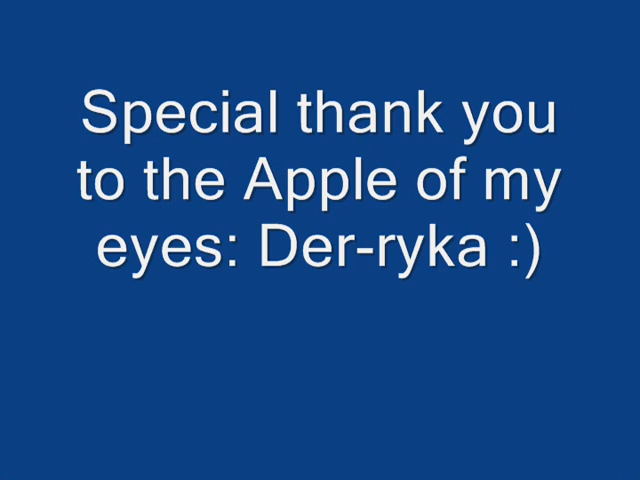 Special thank you
to the Apple of my
eyes: Der-ryka :)